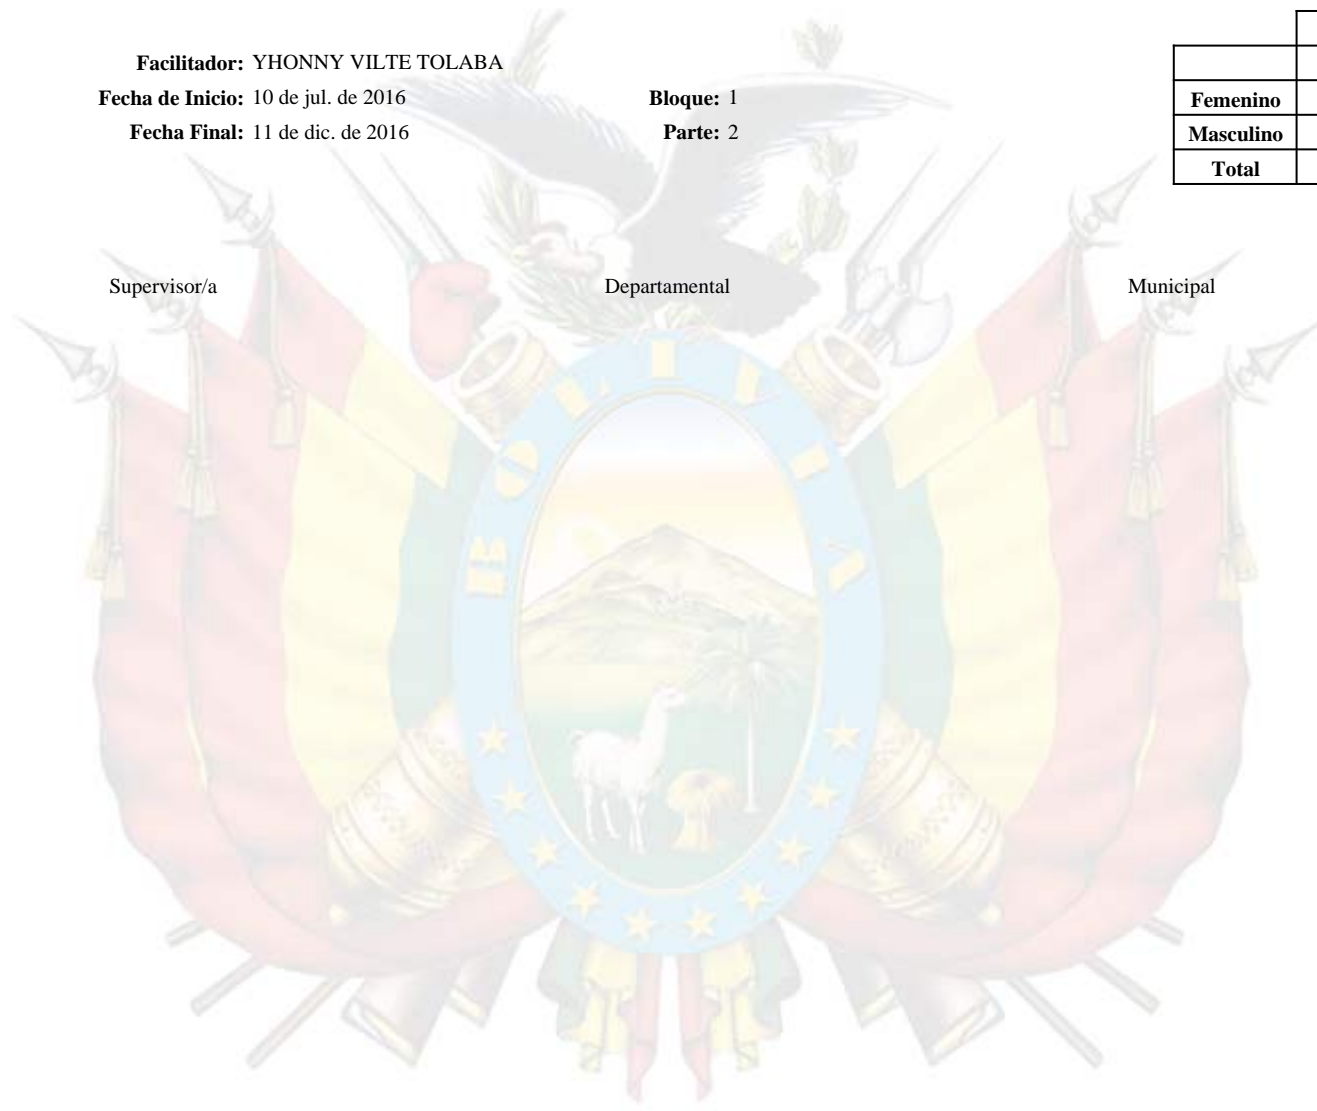 Facilitador: YHONNY VILTE TOLABA
Fecha de Inicio: 10 de jul. de 2016 Bloque: 1
Femenino
Fecha Final: 11 de dic. de 2016 Parte: 2
Masculino
Total
Supervisor/a Departamental Municipal
BOLIVIA